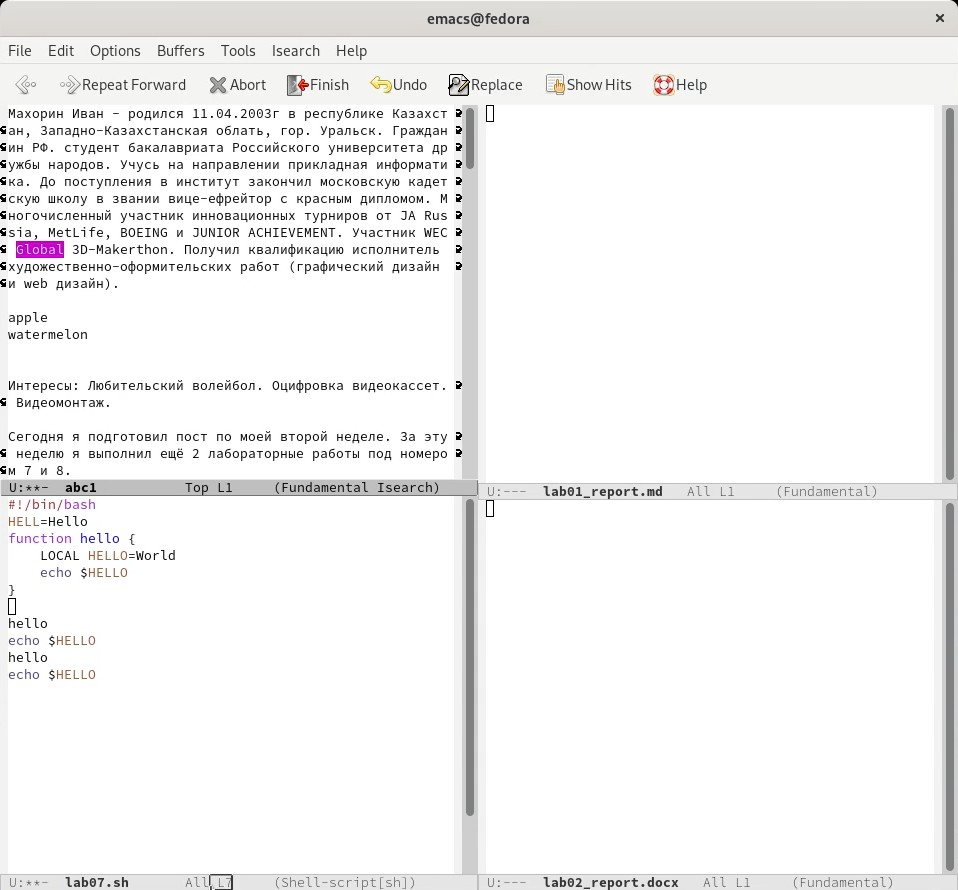 emacs@fedora
File Edit Options Buffers Tools Isearch Help
Repeat Forward Abort Finish Undo Replace Show Hits Help
Махорин Иван - родился 11.04.2003г в республике Казахст
ан, Западно-Казахстанская облать, гор. Уральск. Граждан
ин РФ. студент бакалавриата Российского университета др
ужбы народов. Учусь на направлении прикладная информати
ка. До поступления в институт закончил московскую кадет
скую школу в звании вице-ефрейтор с красным дипломом. М
ногочисленный участник инновационных турниров от JA Rus
sia, MetLife, BOEING и JUNIOR ACHIEVEMENT. Участник WEC
Global 3D-Makerthon. Получил квалификацию исполнитель
художественно-оформительских работ (графический дизайн
и web дизайн).
apple
watermelon
Интересы: Любительский волейбол. Оцифровка видеокассет.
Видеомонтаж.
Сегодня я подготовил пост по моей второй неделе. За эту
неделю я выполнил ещё 2 лабораторные работы под номеро
м 7 и 8.
U:**- abc1 Top L1 (Fundamental Isearch)
#!/bin/bash
HELL=Hello
function hello {
LOCAL HELLO=World
echo $HELLO
}
hello
echo $HELLO
hello
echo $HELLO
U:**- lab07.sh All L7 (Shell-script[sh])
U:--- lab01_report.md All L1 (Fundamental)
U:--- lab02_report.docx All L1 (Fundamental)